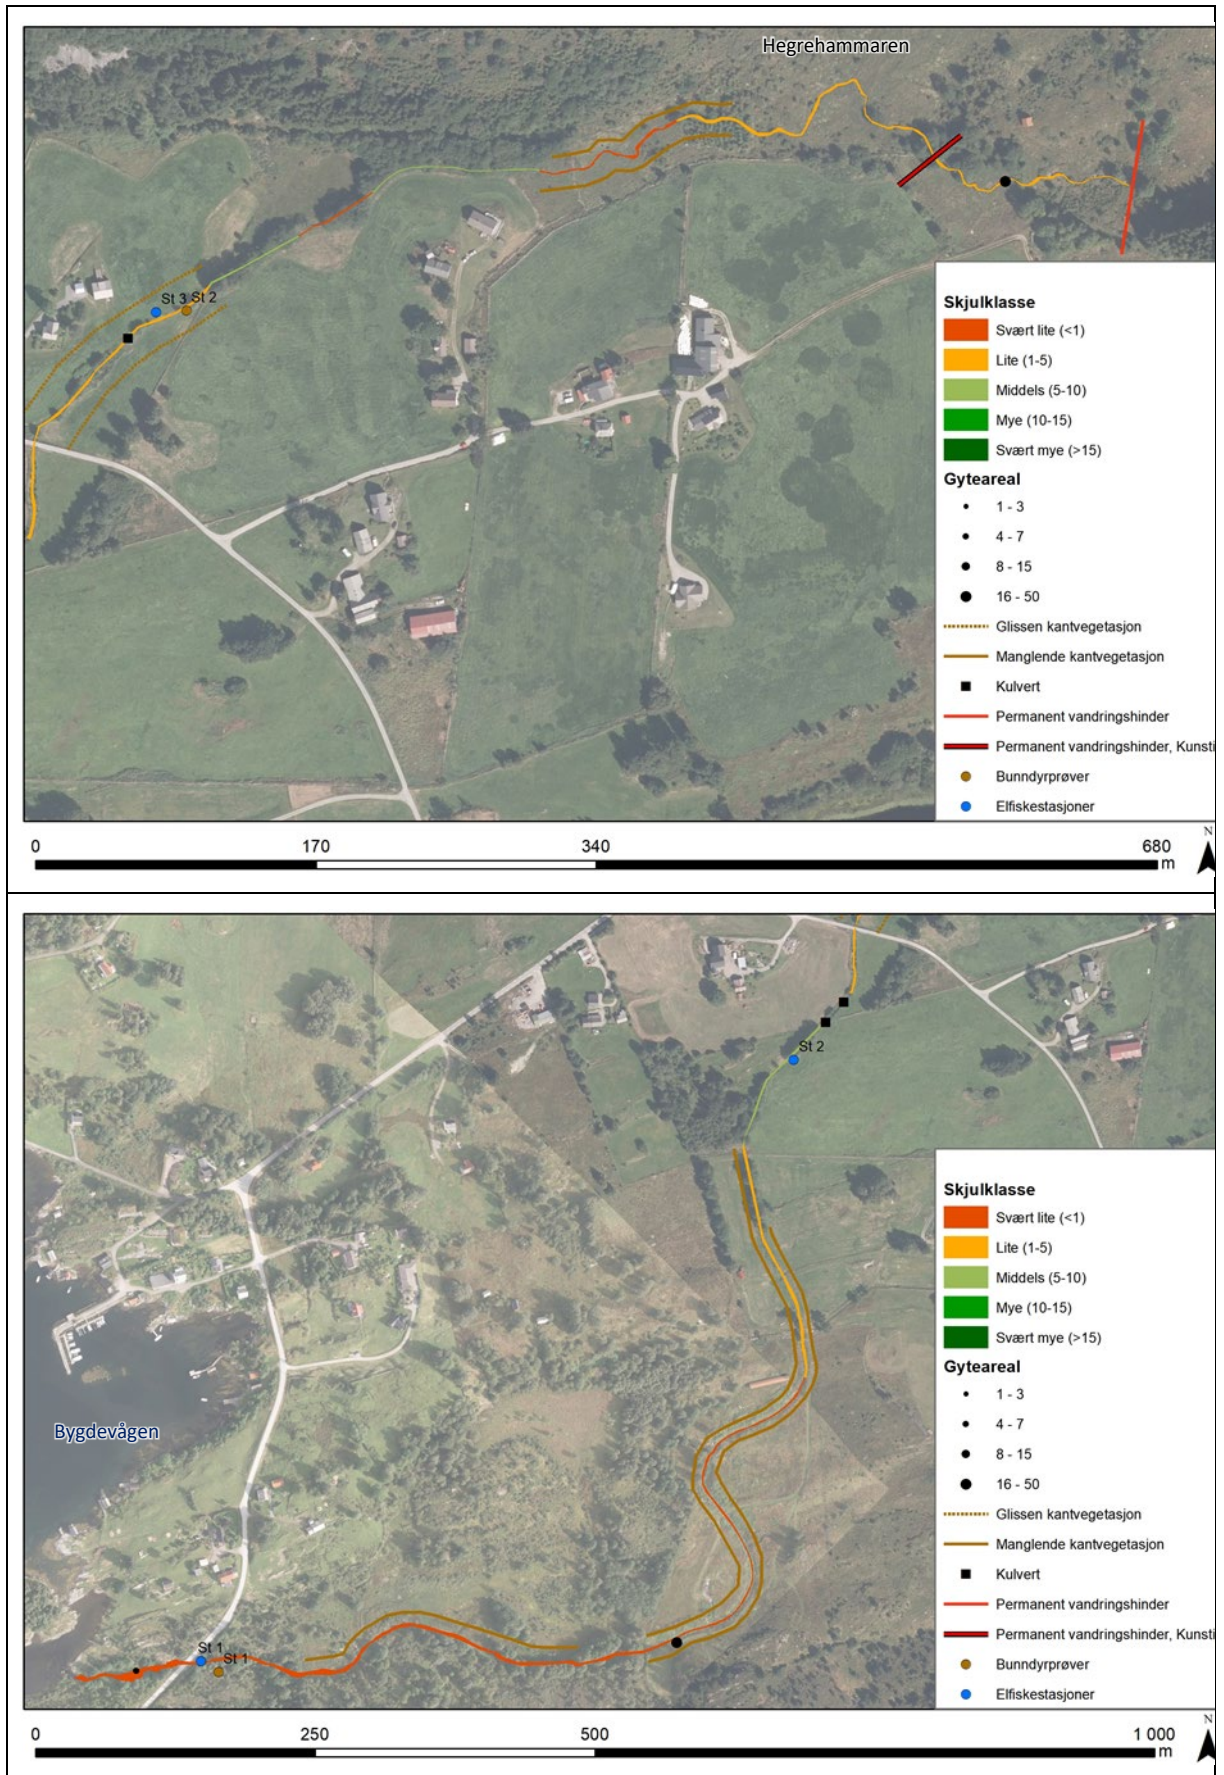 Hegrehammaren
St 3 St 2
Skjulklasse
Svært lite (<1)
Lite (1-5)
Middels (5-10)
Mye (10-15)
Svært mye (>15)
Gyteareal
1 - 3
4 - 7
8 - 15
16 - 50
Glissen kantvegetasjon
Manglende kantvegetasjon
Kulvert
Permanent vandringshinder
Permanent vandringshinder, Kunsti
Bunndyrprøver
Elfiskestasjoner
0 170 340 680
m
N
St 2
Bygdevågen
St 1
St 1
Skjulklasse
Svært lite (<1)
Lite (1-5)
Middels (5-10)
Mye (10-15)
Svært mye (>15)
Gyteareal
1 - 3
4 - 7
8 - 15
16 - 50
Glissen kantvegetasjon
Manglende kantvegetasjon
Kulvert
Permanent vandringshinder
Permanent vandringshinder, Kunsti
Bunndyrprøver
Elfiskestasjoner
0 250 500 1 000
m
N